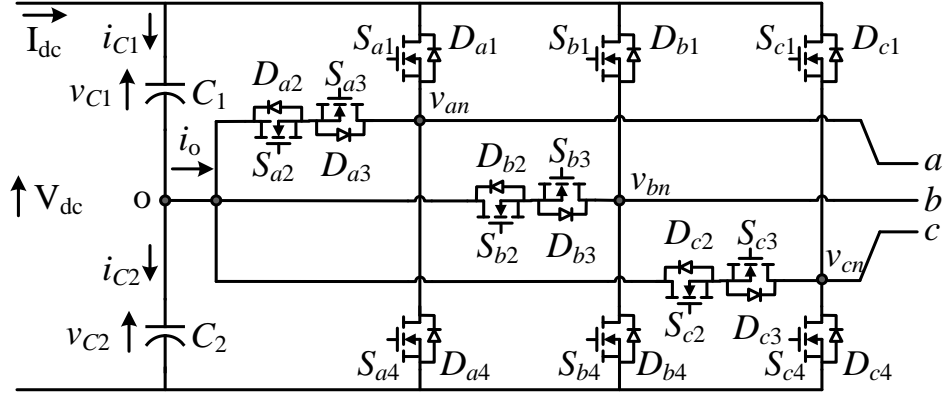 I_dc
i_C1
S_a1
D_a1
S_b1
D_b1
S_c1
D_c1
v_C1
C_1
D_a2
S_a3
v_an
i_o
S_a2
D_a3
D_b2
S_b3
a
V_dc
o
v_bn
b
S_b2
D_b3
D_c2
S_c3
c
i_C2
v_cn
v_C2
C_2
S_c2
D_c3
S_a4
D_a4
S_b4
D_b4
S_c4
D_c4